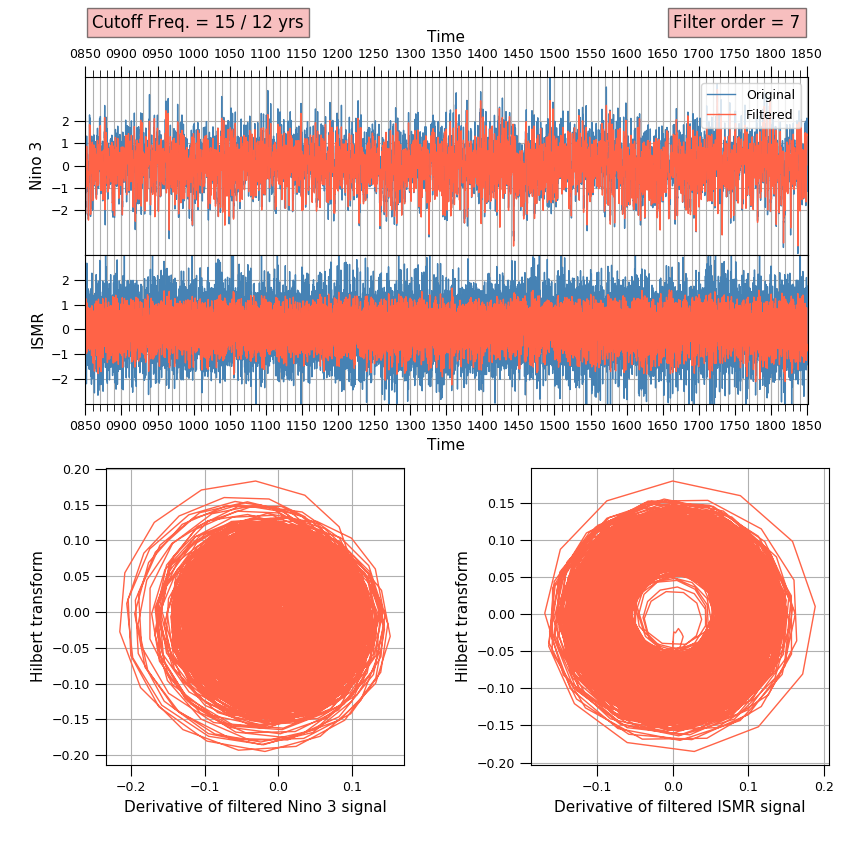 Cutoff Freq. = 15 / 12 yrs
Filter order = 7
Time
0850 0900 0950 1000 1050 1100 1150 1200 1250 1300 1350 1400 1450 1500 1550 1600 1650 1700 1750 1800 1850
Original
Filtered
Nino 3
2
1
0
−1
−2
ISMR
2
1
0
−1
−2
0850 0900 0950 1000 1050 1100 1150 1200 1250 1300 1350 1400 1450 1500 1550 1600 1650 1700 1750 1800 1850
Time
Hilbert transform
0.20
0.15
0.10
0.05
0.00
−0.05
−0.10
−0.15
−0.20
−0.2 −0.1 0.0 0.1
Derivative of filtered Nino 3 signal
Hilbert transform
0.15
0.10
0.05
0.00
−0.05
−0.10
−0.15
−0.20
−0.1 0.0 0.1 0.2
Derivative of filtered ISMR signal